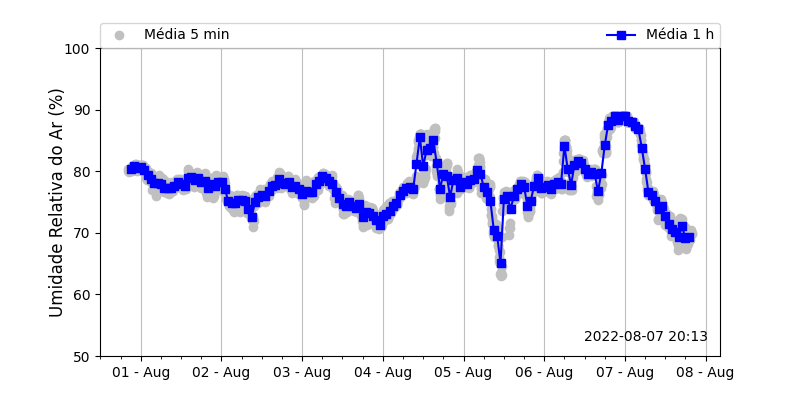 Média 5 min
Média 1 h
Umidade Relativa do Ar (%)
100
90
80
70
60
50
2022-08-07 20:13
01 - Aug
02 - Aug
03 - Aug
04 - Aug
05 - Aug
06 - Aug
07 - Aug
08 - Aug